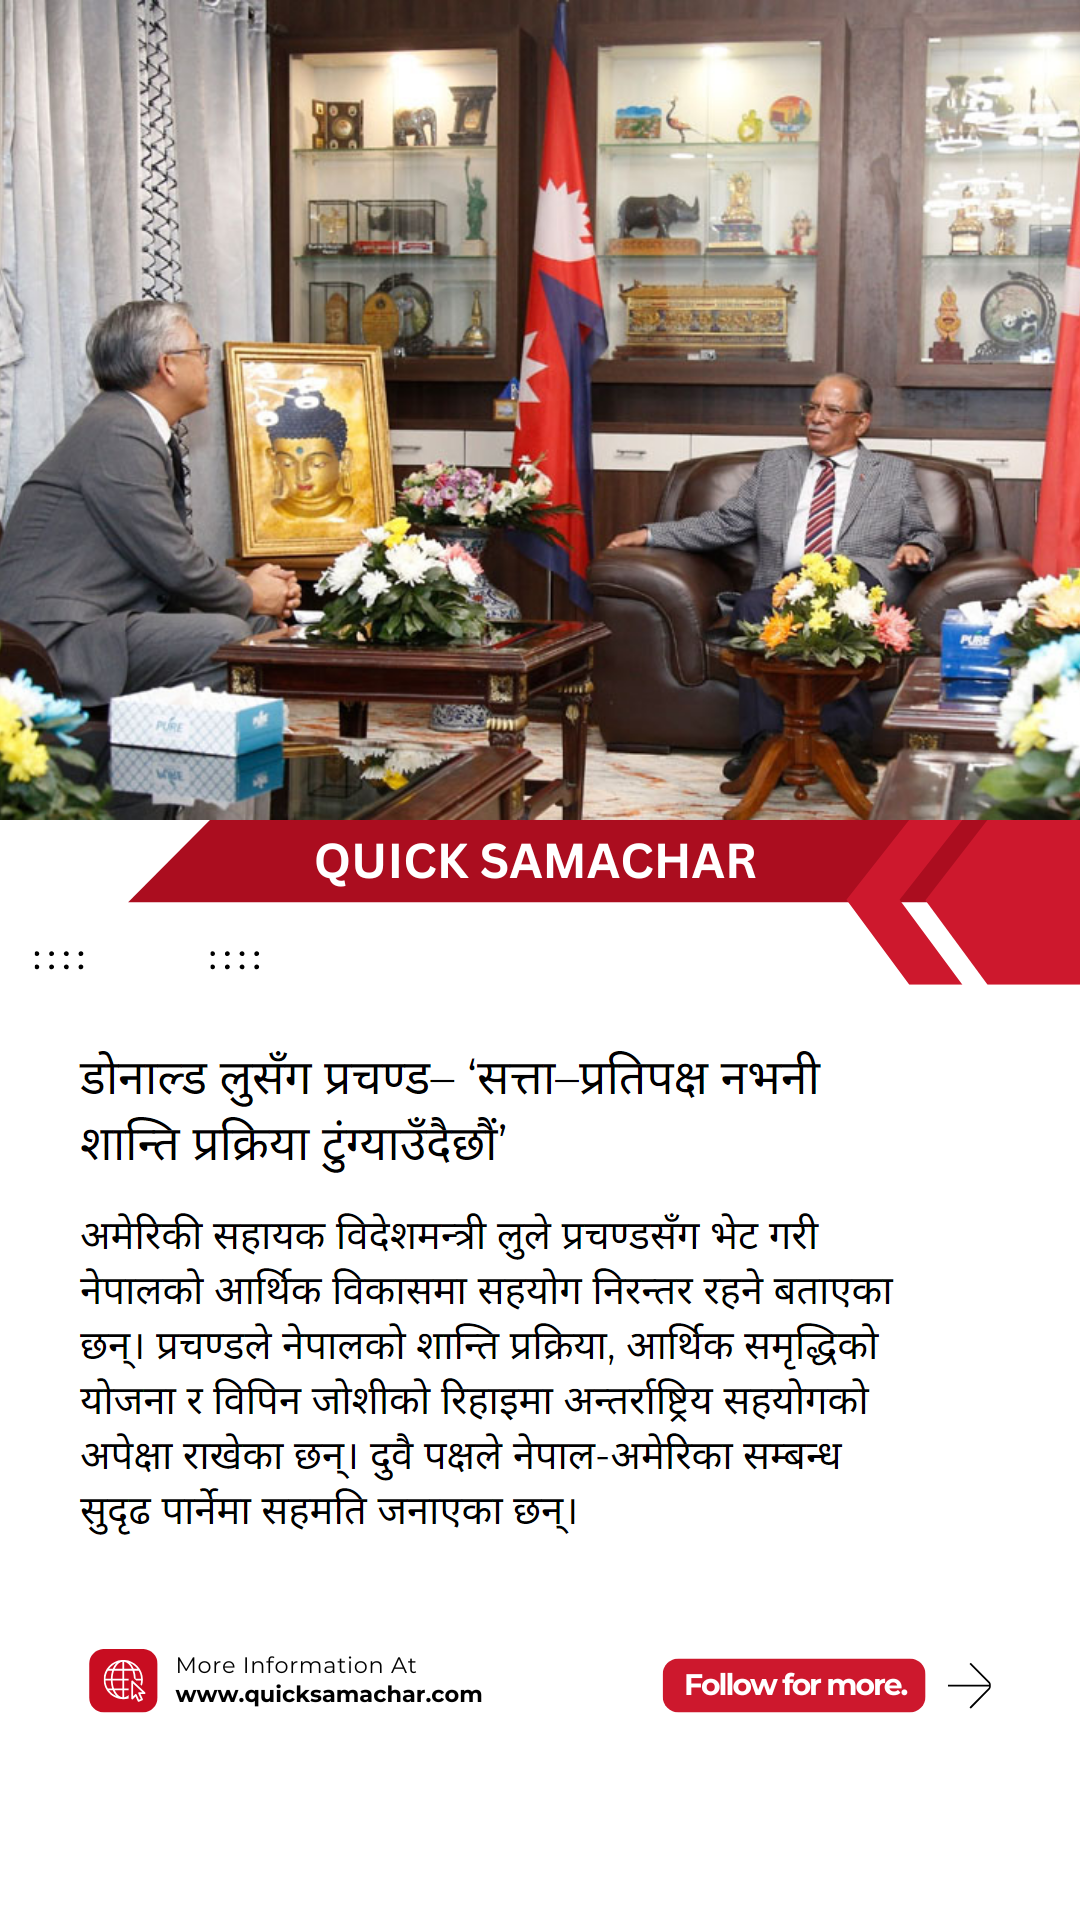 PURE
PURE
QUICK SAMACHAR
डोनाल्ड लुसँग प्रचण्ड– ‘सत्ता–प्रतिपक्ष नभनी
शान्ति प्रक्रिया टुंग्याउँदैछौं’
अमेरिकी सहायक विदेशमन्त्री लुले प्रचण्डसँग भेट गरी
नेपालको आर्थिक विकासमा सहयोग निरन्तर रहने बताएका
छन्। प्रचण्डले नेपालको शान्ति प्रक्रिया, आर्थिक समृद्धिको
योजना र विपिन जोशीको रिहाइमा अन्तर्राष्ट्रिय सहयोगको
अपेक्षा राखेका छन्। दुवै पक्षले नेपाल-अमेरिका सम्बन्ध
सुदृढ पार्नेमा सहमति जनाएका छन्।
More Information At
www.quicksamachar.com
Follow for more.